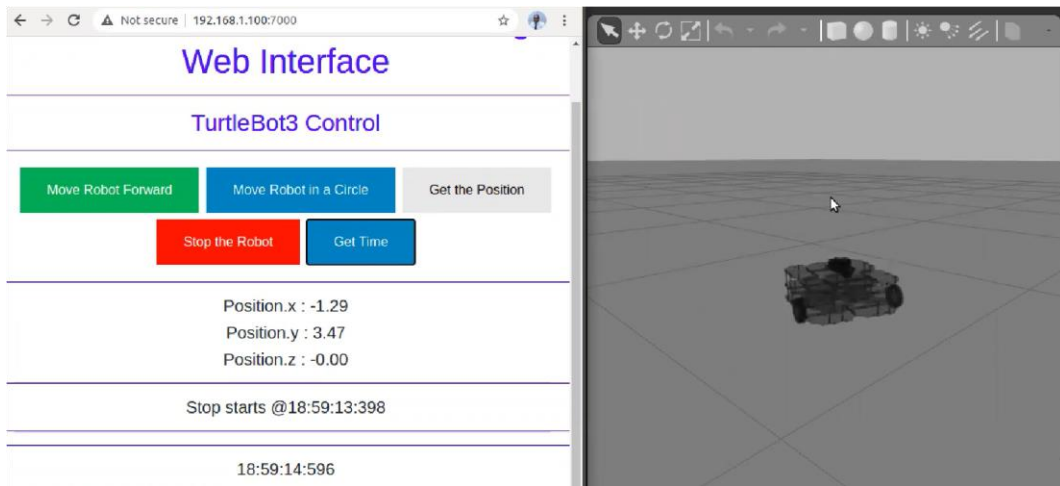 Not secure | 192.168.1.100:7000
Web Interface
TurtleBot3 Control
Move Robot Forward
Move Robot in a Circle
Get the Position
Stop the Robot
Get Time
Position.x : -1.29
Position.y : 3.47
Position.z : -0.00
Stop starts @18:59:13:398
18:59:14:596